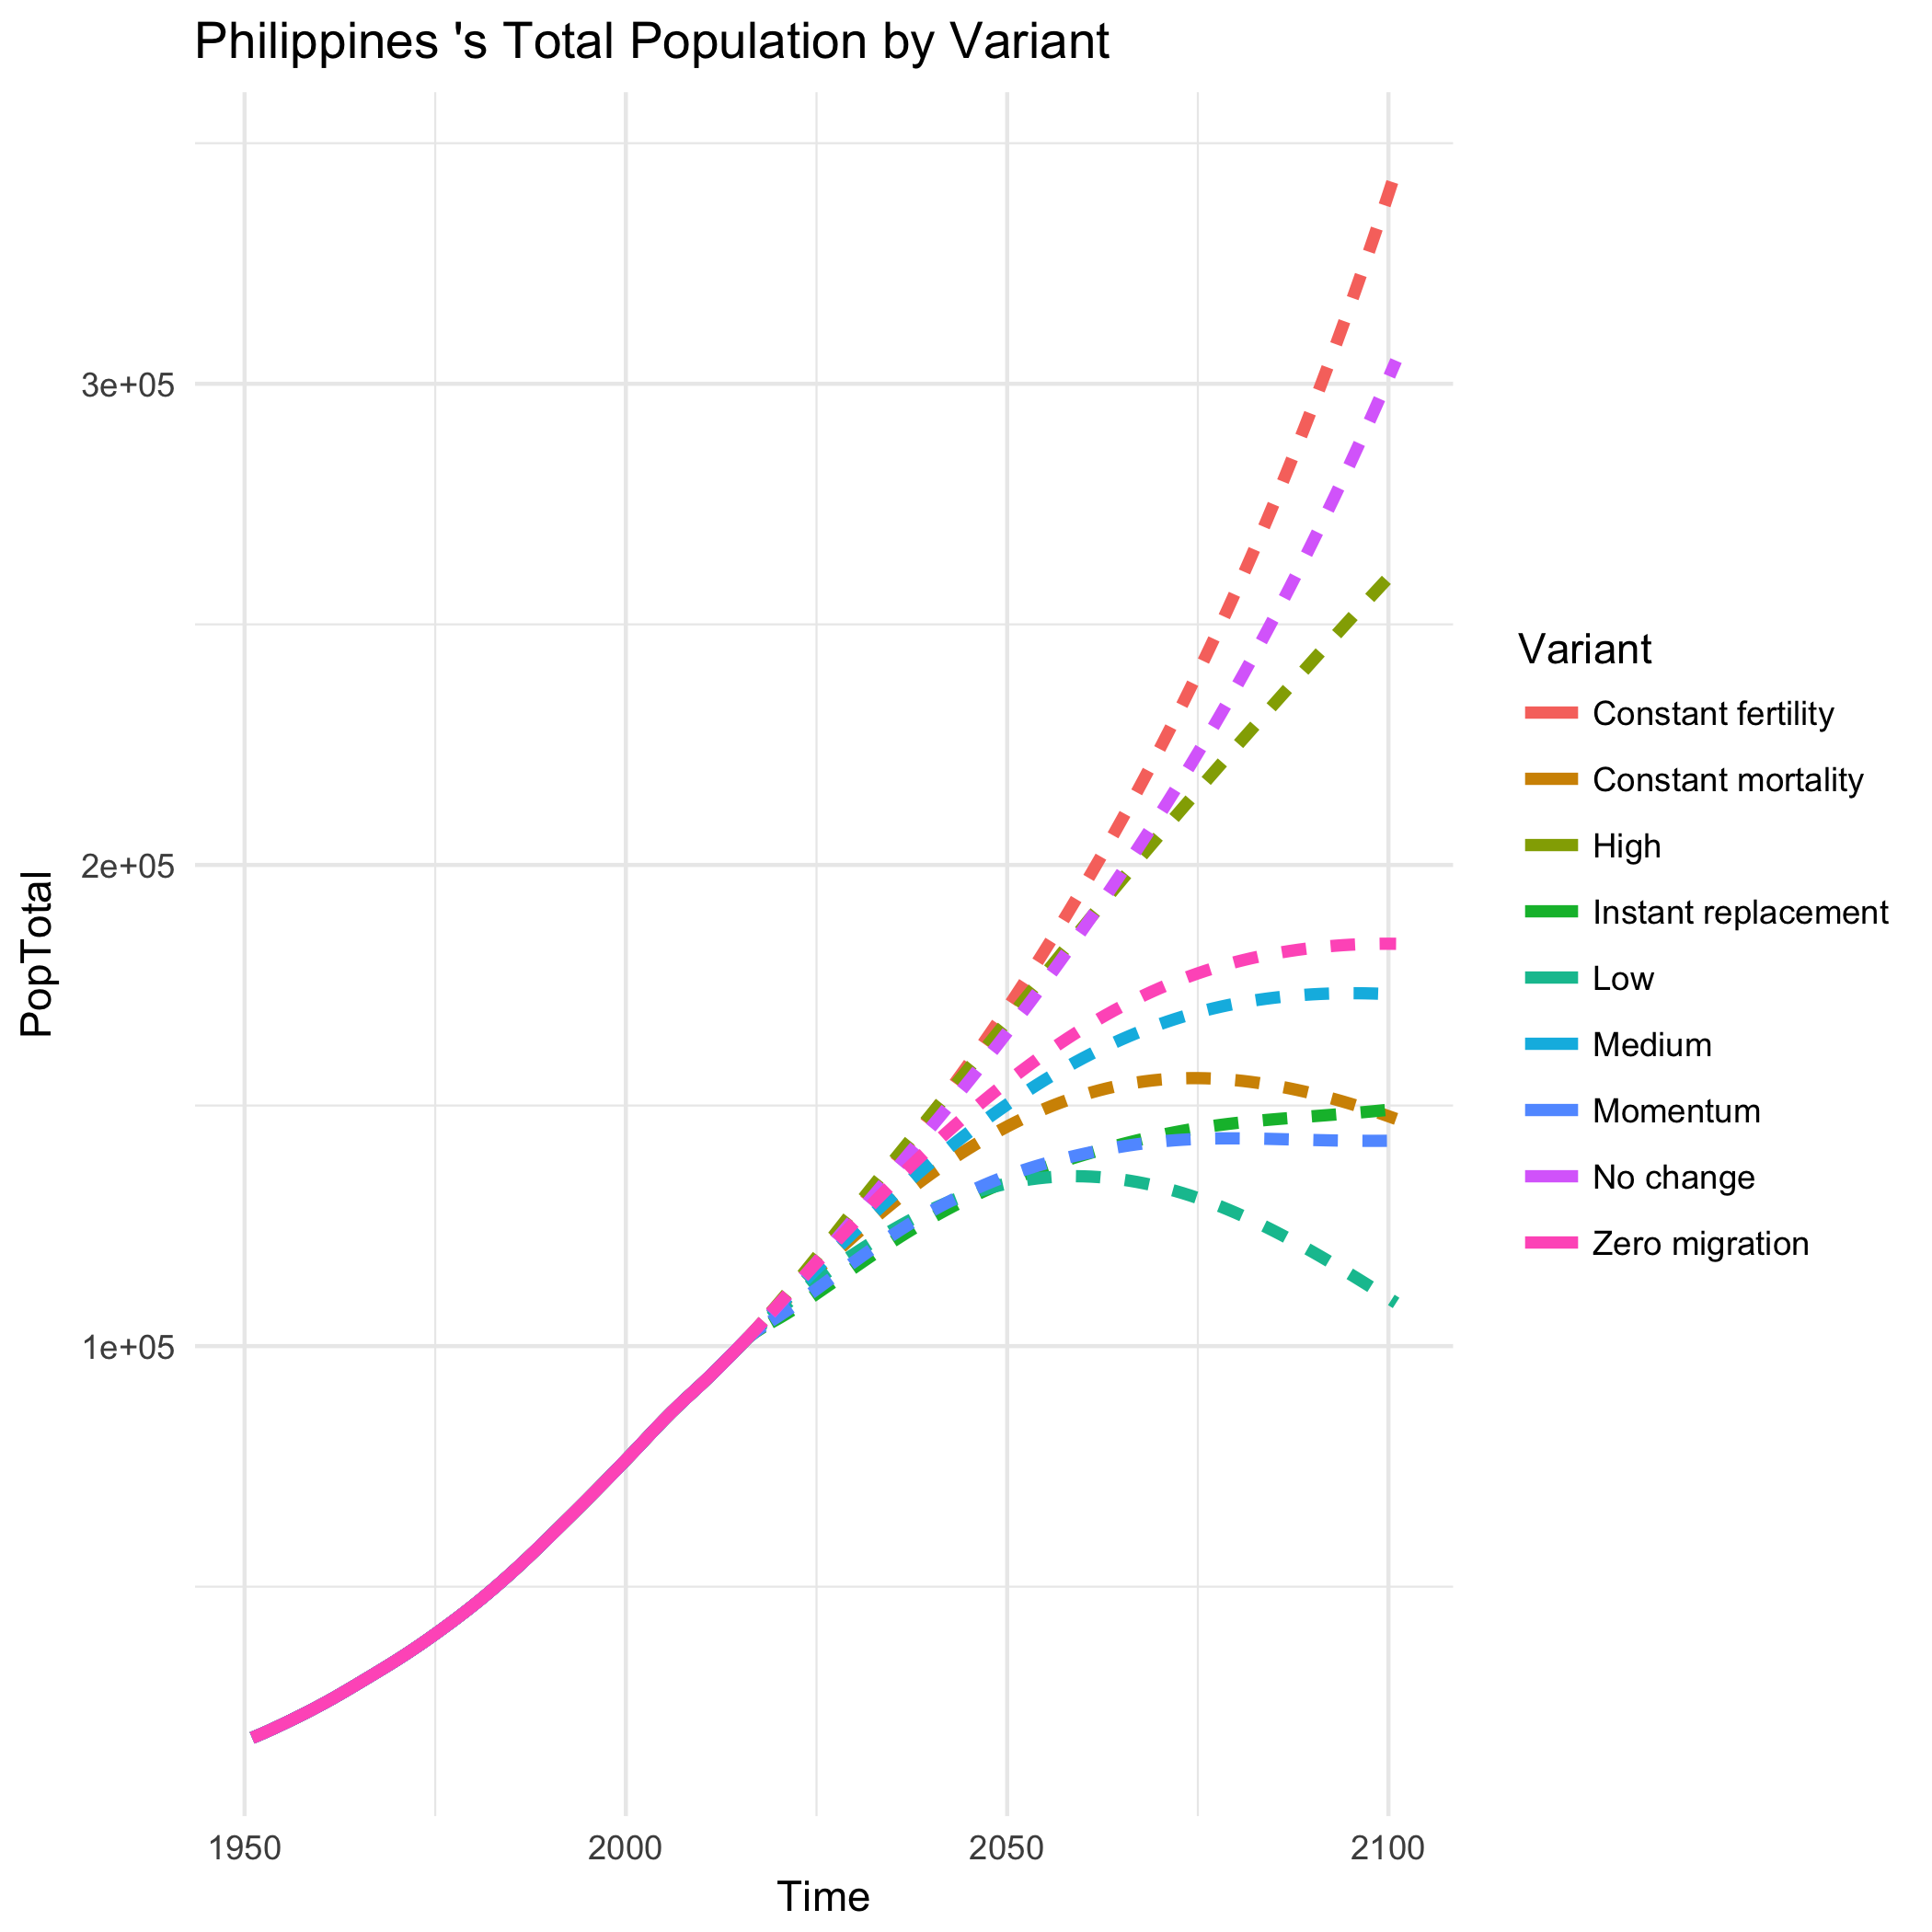 Philippines 's Total Population by Variant
3e+05
2e+05
1e+05
PopTotal
1950
2000
2050
2100
Time
Variant
Constant fertility
Constant mortality
High
Instant replacement
Low
Medium
Momentum
No change
Zero migration